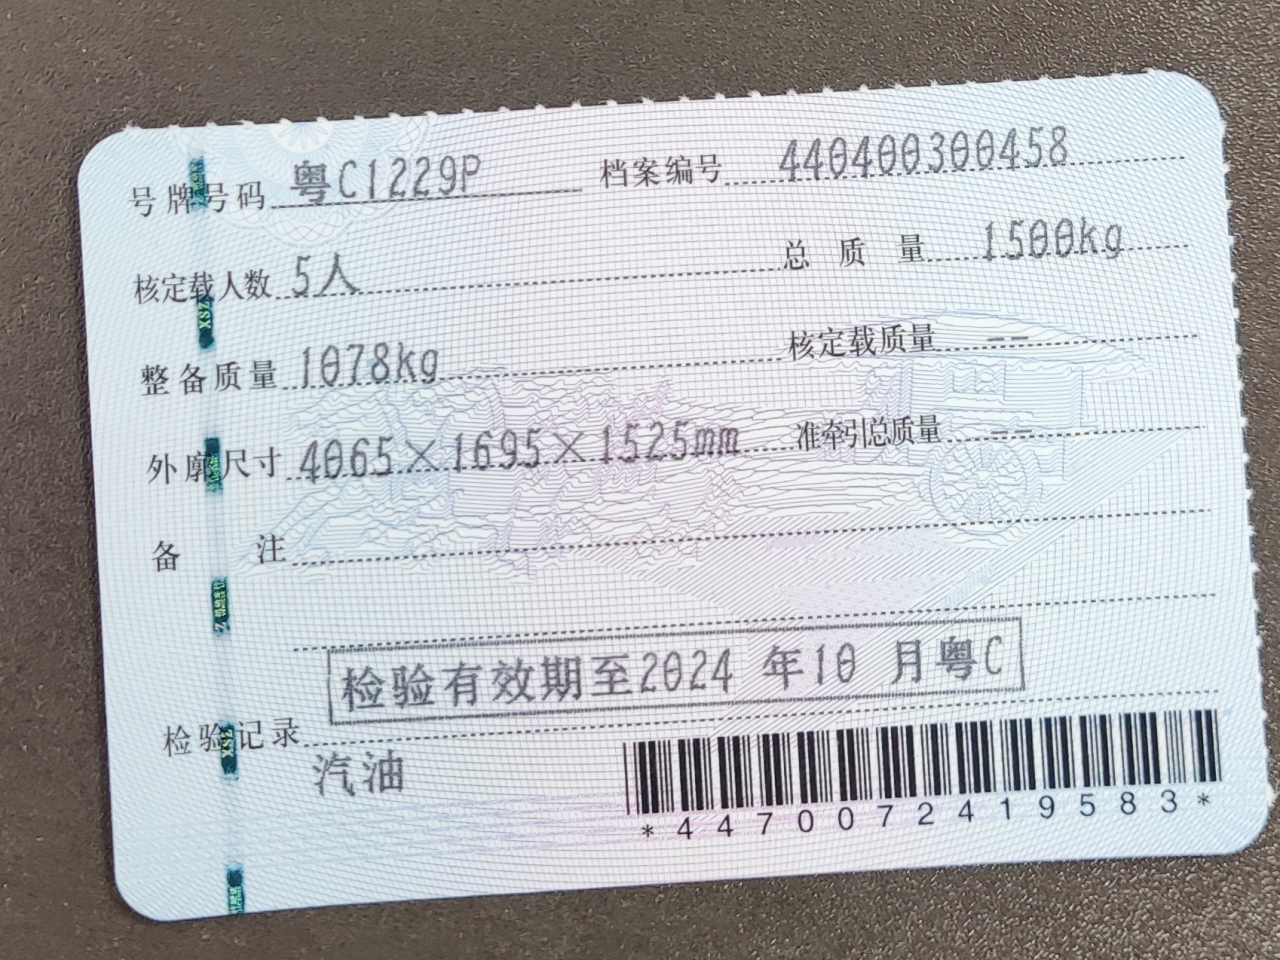 号牌号码 粤C1229P 档案编号 440400300458
核定载人数 5人 总质量 1500kg
整备质量 1078kg 核定载质量 --
外廓尺寸 4065×1695×1525mm 准牵引总质量 --
备注
检验有效期至2024 年10 月粤C
检验记录
汽油
*4470072419583*